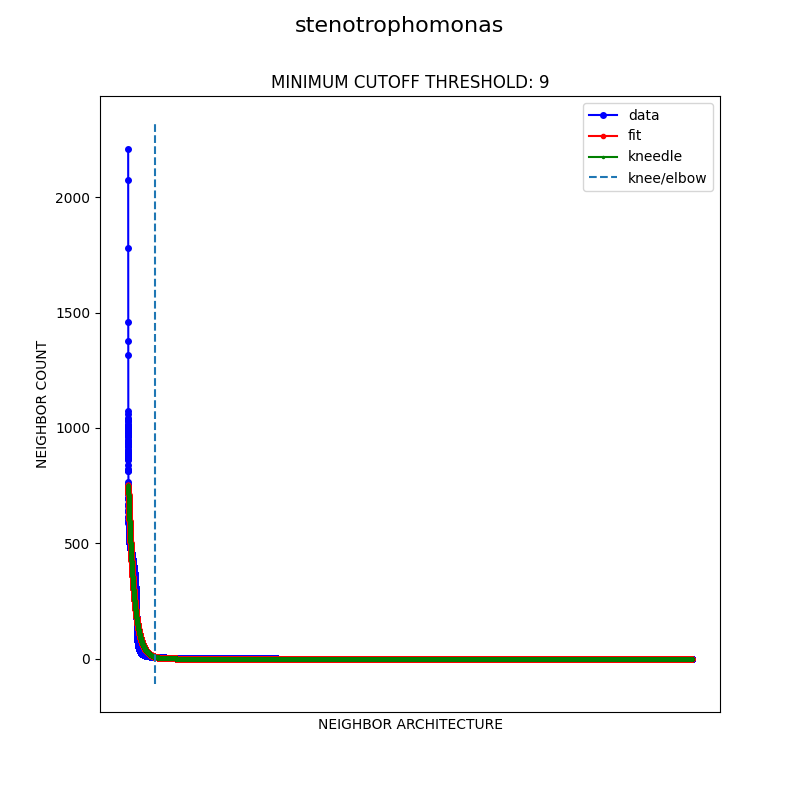 stenotrophomonas
MINIMUM CUTOFF THRESHOLD: 9
data
fit
kneedle
knee/elbow
2000
1500
1000
500
0
NEIGHBOR COUNT
NEIGHBOR ARCHITECTURE